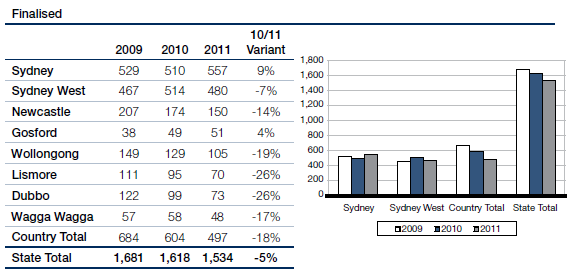 Finalised
2009 2010 2011 10/11 Variant
Sydney 529 510 557 9%
Sydney West 467 514 480 -7%
Newcastle 207 174 150 -14%
Gosford 38 49 51 4%
Wollongong 149 129 105 -19%
Lismore 111 95 70 -26%
Dubbo 122 99 73 -26%
Wagga Wagga 57 58 48 -17%
Country Total 684 604 497 -18%
State Total 1,681 1,618 1,534 -5%
1,800
1,600
1,400
1,200
1,000
800
600
400
200
0
Sydney Sydney West Country Total State Total
2009 2010 2011